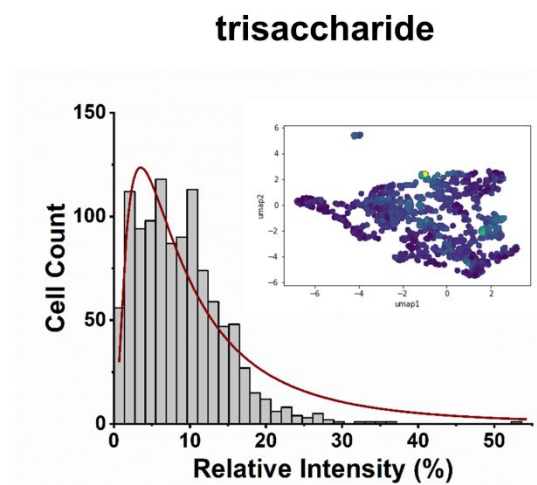 trisaccharide
150
100
50
0
Cell Count
0 10 20 30 40 50
Relative Intensity (%)
6
4
2
0
−2
−4
−6
umap2
−6 −4 −2 0 2
umap1